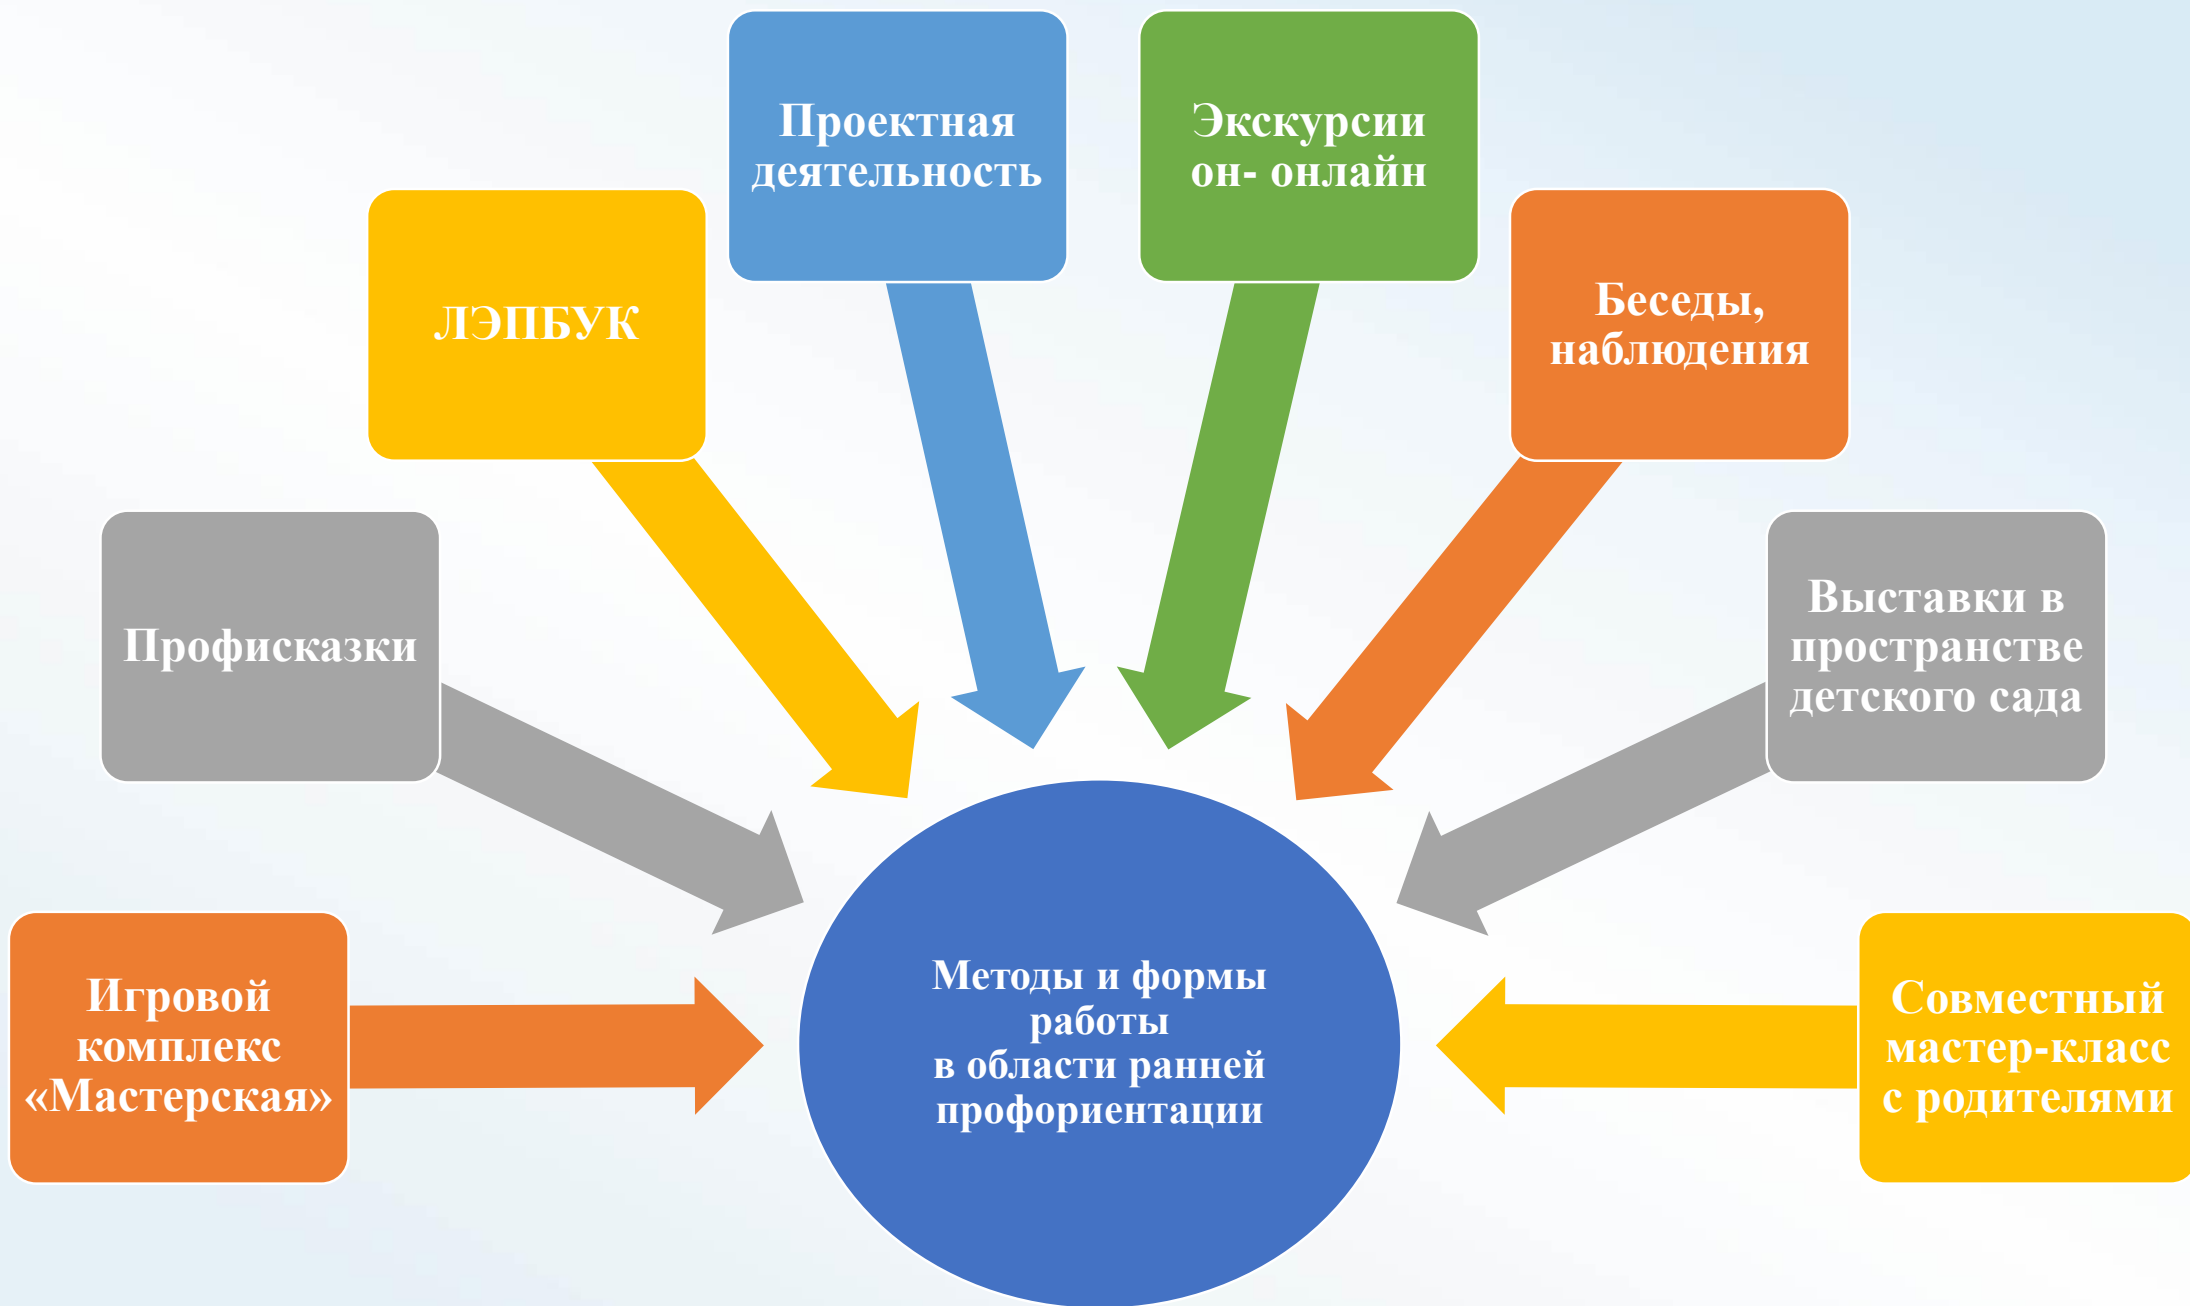 Проектная
деятельность
Экскурсии
он- онлайн
ЛЭПБУК
Беседы,
наблюдения
Профисказки
Выставки в
пространстве
детского сада
Игровой
комплекс
«Мастерская»
Методы и формы
работы
в области ранней
профориентации
Совместный
мастер-класс
с родителями